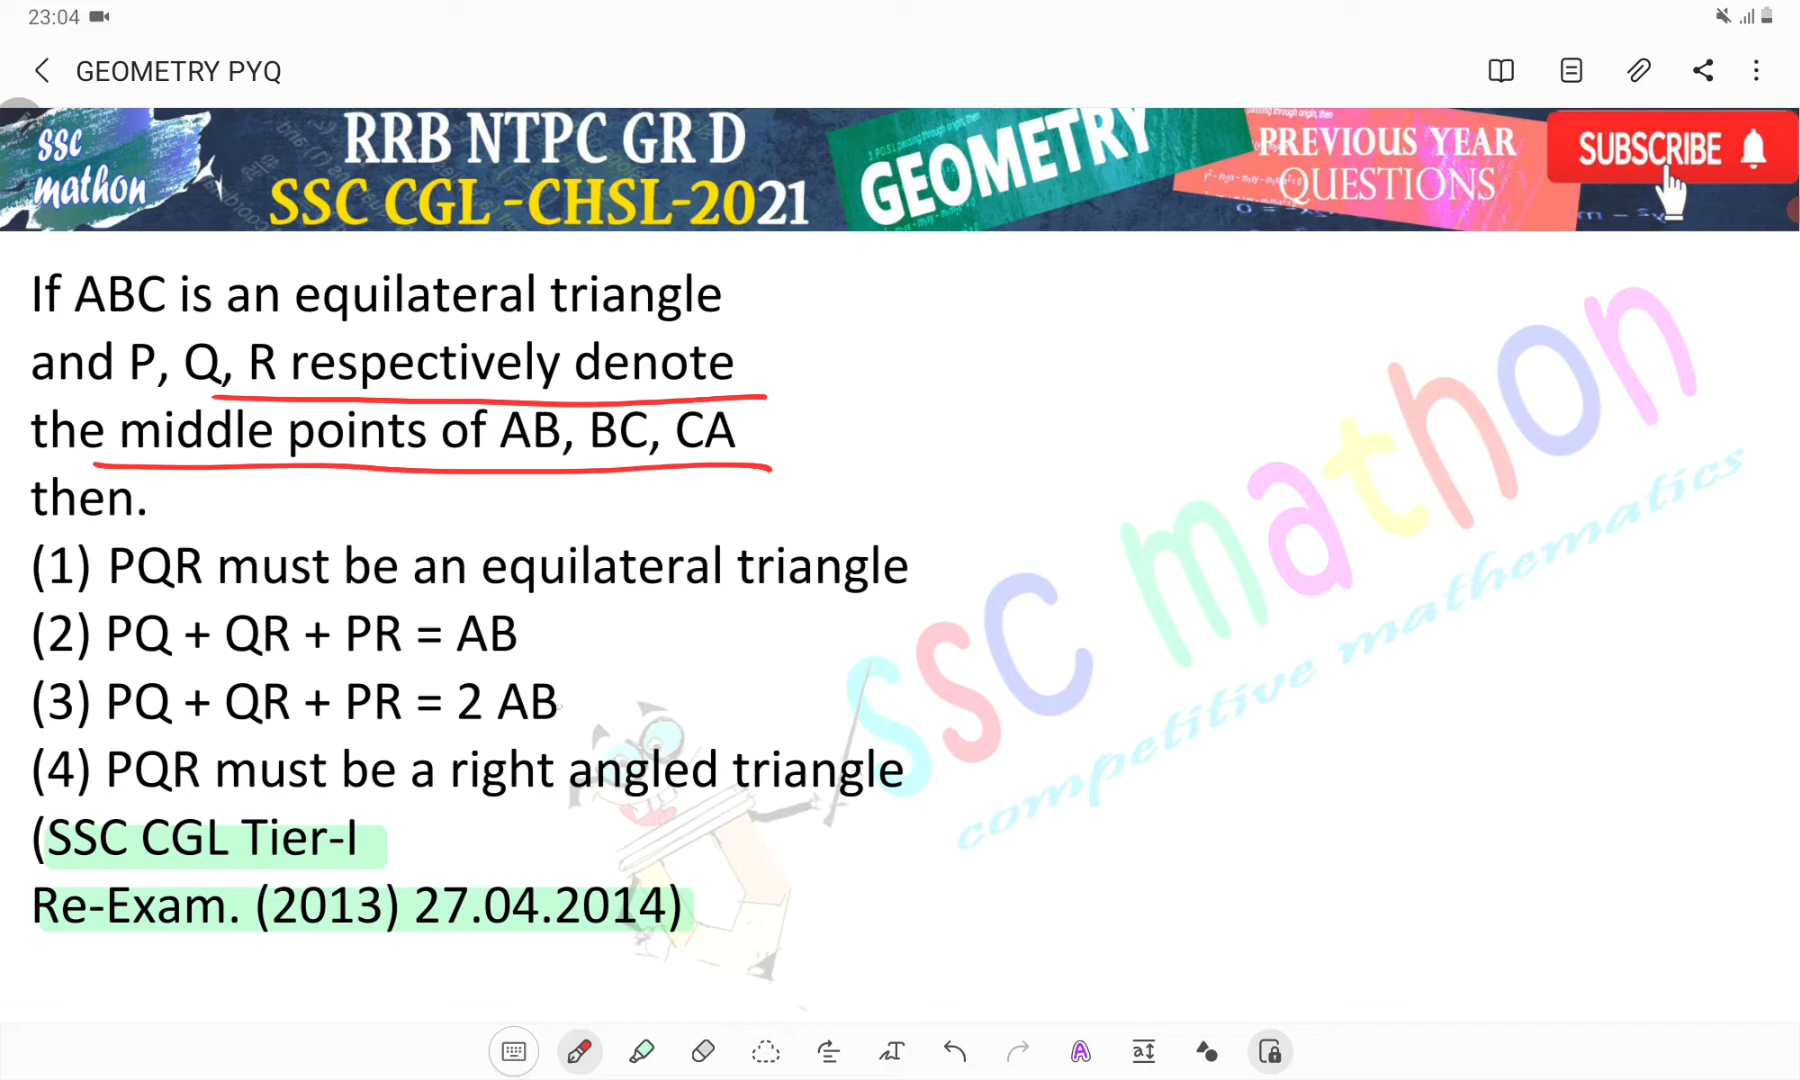 23:04
GEOMETRY PYQ
ssc
mathon
RRB NTPC GR D
SSC CGL -CHSL-2021
GEOMETRY
PREVIOUS YEAR
QUESTIONS
SUBSCRIBE
If ABC is an equilateral triangle
and P, Q, R respectively denote
the middle points of AB, BC, CA
then.
(1) PQR must be an equilateral triangle
(2) PQ + QR + PR = AB
(3) PQ + QR + PR = 2 AB
(4) PQR must be a right angled triangle
(SSC CGL Tier-I
Re-Exam. (2013) 27.04.2014)
SSC mathon
competitive mathematics